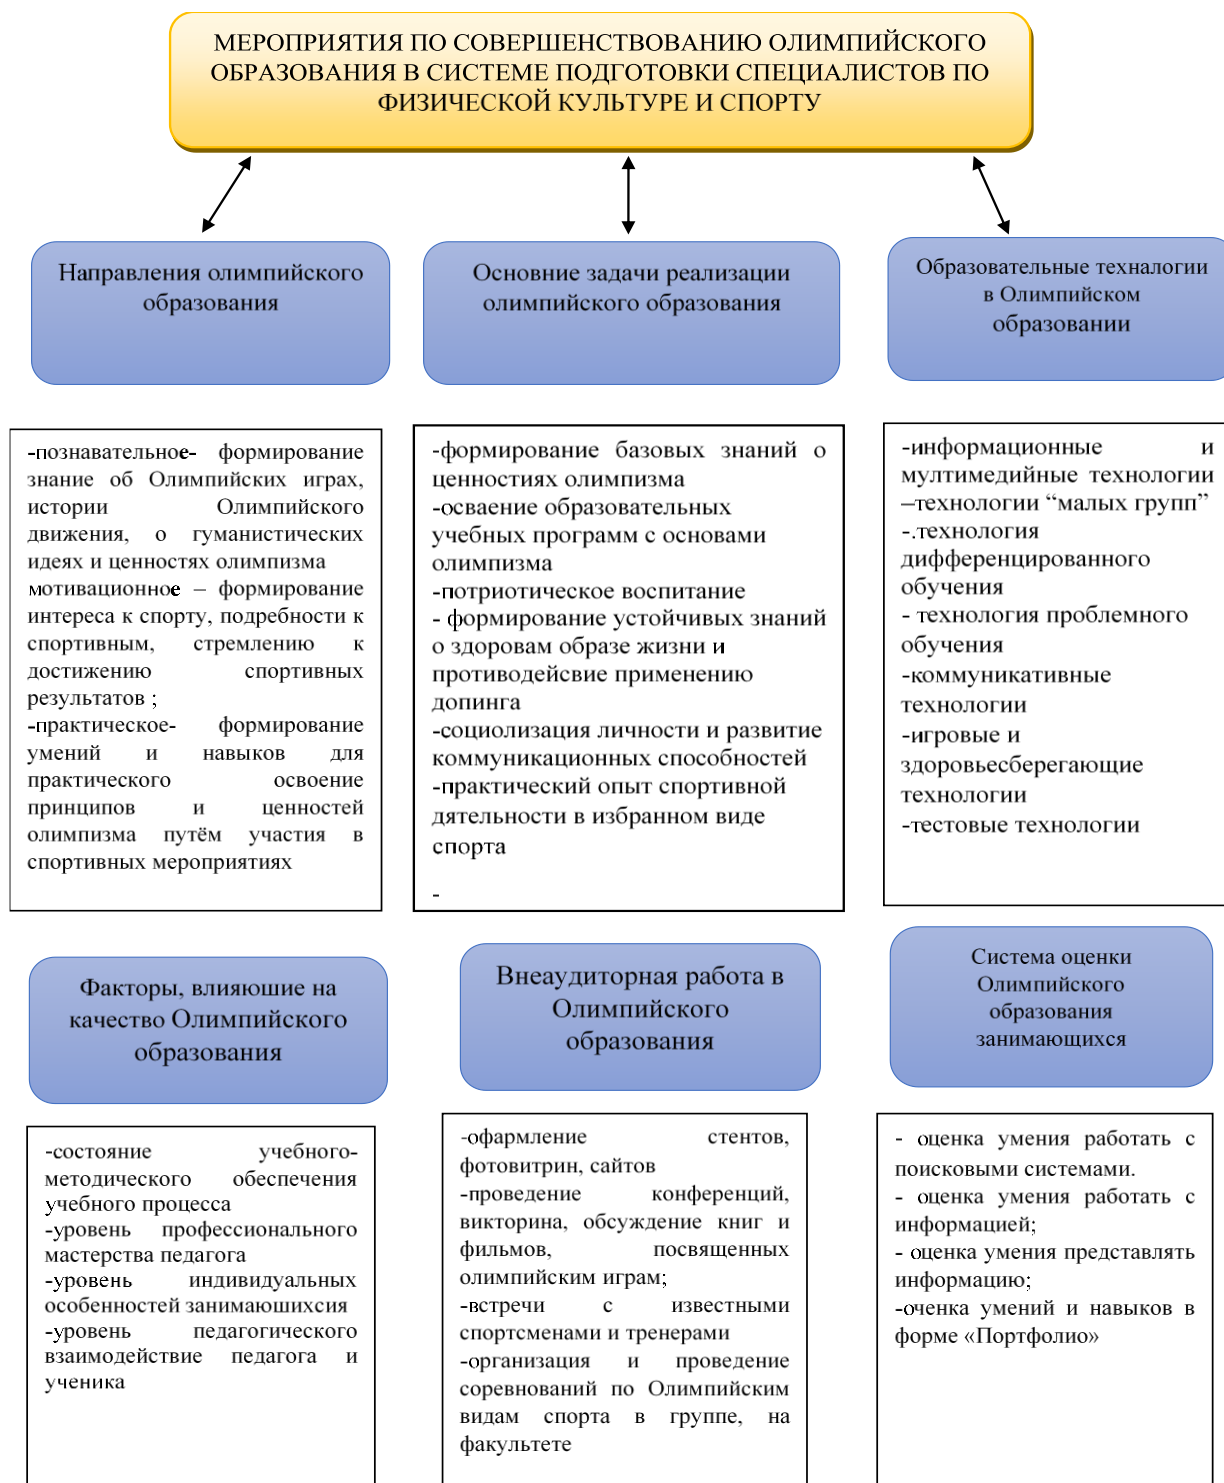 МЕРОПРИЯТИЯ ПО СОВЕРШЕНСТВОВАНИЮ ОЛИМПИЙСКОГО
ОБРАЗОВАНИЯ В СИСТЕМЕ ПОДГОТОВКИ СПЕЦИАЛИСТОВ ПО
ФИЗИЧЕСКОЙ КУЛЬТУРЕ И СПОРТУ
Направления олимпийского
образования
Основние задачи реализации
олимпийского образования
Образовательные техналогии
в Олимпийском
образовании
-познавательное- формирование
знание об Олимпийских играх,
истории Олимпийского
движения, о гуманистических
идеях и ценностях олимпизма
мотивационное – формирование
интереса к спорту, подребности к
спортивным, стремлению к
достижению спортивных
результатов ;
-практическое- формирование
умений и навыков для
практического освоение
принципов и ценностей
олимпизма путём участия в
спортивных мероприятиях
-формирование базовых знаний о
ценностиях олимпизма
-осваение образовательных
учебных программ с основами
олимпизма
-потриотическое воспитание
- формирование устойчивых знаний
о здоровам образе жизни и
противодейсвие применению
допинга
-социолизация личности и развитие
коммуникационных способностей
-практический опыт спортивной
дятельности в избранном виде
спорта
-
-информационные и
мултимедийные технологии
–технологии “малых групп”
-.технология
дифференцированного
обучения
- технология проблемного
обучения
-коммуникативные
технологии
-игровые и
здоровьесберегающие
технологии
-тестовые технологии
Факторы, влияюшие на
качество Олимпийского
образования
Внеаудиторная работа в
Олимпийского
образования
Система оценки
Олимпийского
образования
занимающихся
-состояние учебного-
методического обеспечения
учебного процесса
-уровень профессионального
мастерства педагога
-уровень индивидуальных
особенностей занимаюшихсия
-уровень педагогического
взаимодействие педагога и
ученика
-офармление стентов,
фотовитрин, сайтов
-проведение конференций,
викторина, обсуждение книг и
фильмов, посвященных
олимпийским играм;
-встречи с известными
спортсменами и тренерами
-организация и проведение
соревнований по Олимпийским
видам спорта в группе, на
факультете
- оценка умения работать с
поисковыми системами.
- оценка умения работать с
информацией;
- оценка умения представлять
информацию;
-оченка умений и навыков в
форме «Портфолио»